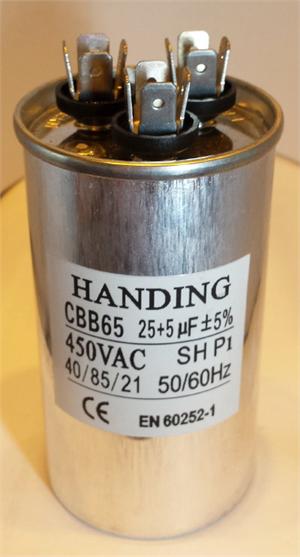 HANDING
CBB65 25+5 µF ±5%
450VAC SH P1
40/85/21 50/60Hz
CE EN 60252-1